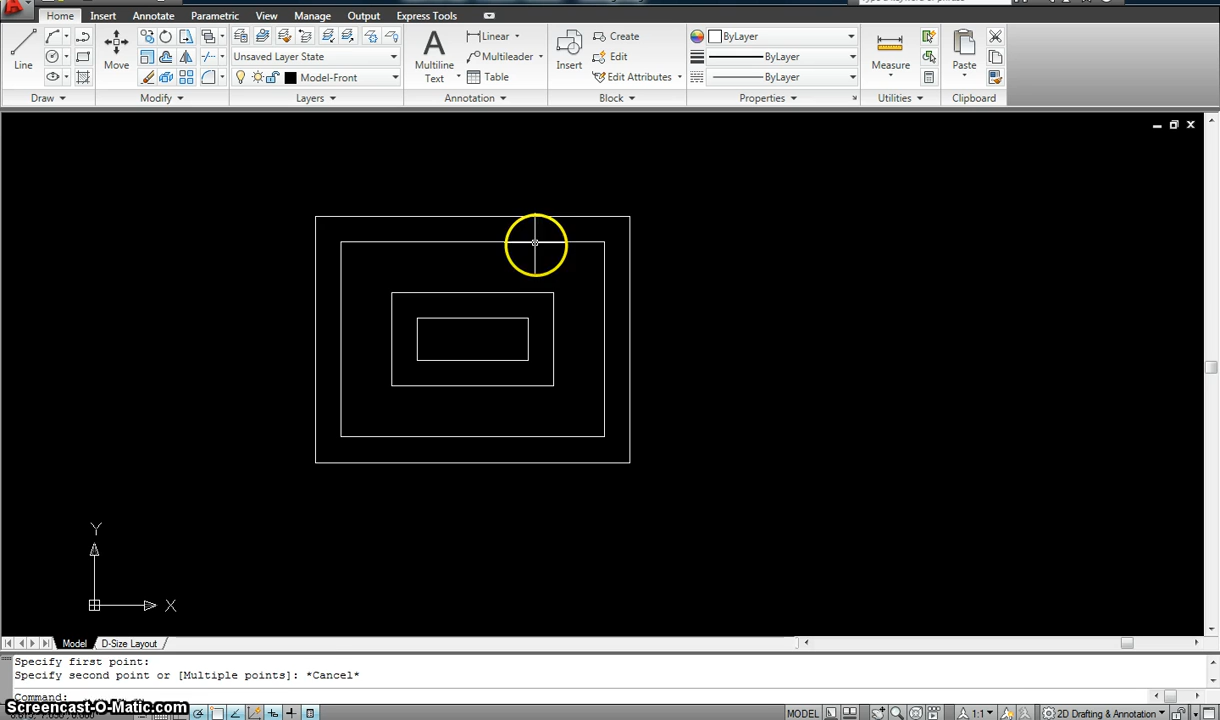 Home Insert Annotate Parametric View Manage Output Express Tools
Line
Move
Unsaved Layer State
Model-Front
Multiline
Text
Linear
Multileader
Table
Insert
Create
Edit
Edit Attributes
ByLayer
ByLayer
ByLayer
Measure
Paste
Draw Modify Layers Annotation Block Properties Utilities Clipboard
Y
X
Model D-Size Layout
Specify first point:
Specify second point or [Multiple points]: *Cancel*
Command:
Screencast-O-Matic.com
MODEL 1:1 2D Drafting & Annotation